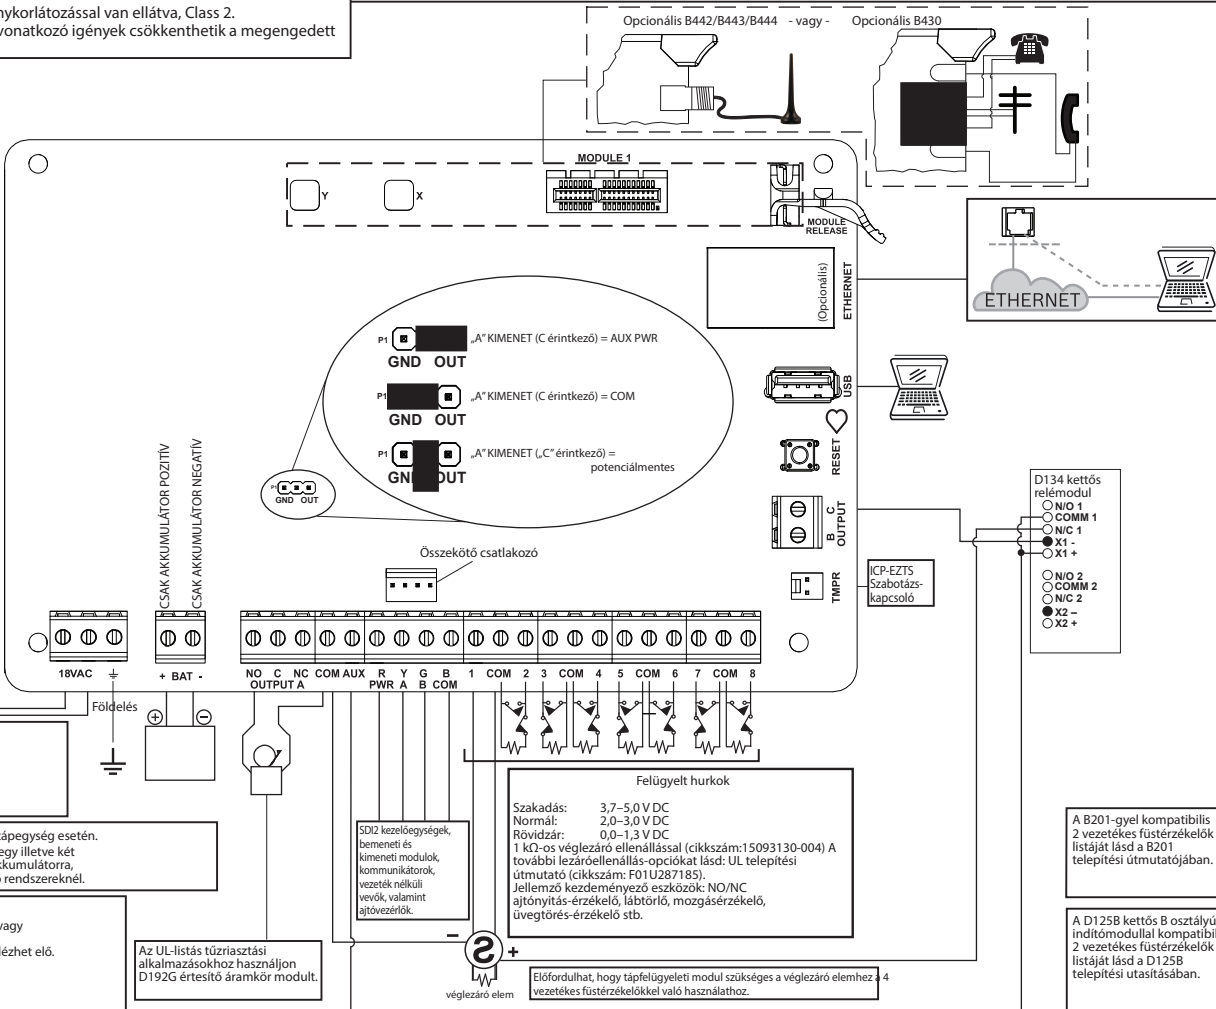 nykorlátozással van ellátva, Class 2.
vonatkozó igények csökkenthetik a megengedett
Opcionális B442/B443/B444 - vagy - Opcionális B430
MODULE 1
Y
X
MODULE
RELEASE
(Opcionális)
ETHERNET
ETHERNET
P1
„A" KIMENET (C érintkező) = AUX PWR
GND OUT
P1
„A" KIMENET (C érintkező) = COM
GND OUT
P1
„A" KIMENET („C" érintkező) =
potenciálmentes
GN OUT
P1
GND OUT
USB
RESET
C
B
OUTPUT
TMPR
ICP-EZTS
Szabotázs-
kapcsoló
D134 kettős
relémodul
N/O 1
COMM 1
N/C 1
X1 -
X1 +
N/O 2
COMM 2
N/C 2
X2 –
X2 +
CSAK AKKUMULÁTOR POZITÍV
CSAK AKKUMULÁTOR NEGATÍV
Összekötő csatlakozó
18VAC
+ BAT -
NO C NC COM AUX R Y G B 1 COM 2 3 COM 4 5 COM 6 7 COM 8
OUTPUT A PWR A B COM
Földelés
+
−
Felügyelt hurkok
Szakadás: 3,7–5,0 V DC
Normál: 2,0–3,0 V DC
Rövidzár: 0,0–1,3 V DC
1 kΩ-os véglezáró ellenállással (cikkszám:15093130-004) A
további lezáróellenállás-opciókat lásd: UL telepítési
útmutató (cikkszám: F01U287185).
Jellemző kezdeményező eszközök: NO/NC
ajtónyitás-érzékelő, lábtörlő, mozgásérzékelő,
üvegtörés-érzékelő stb.
SDI2 kezelőegységek,
bemeneti és
kimeneti modulok,
kommunikátorok,
vezeték nélküli
vevők, valamint
ajtóvezérlők.
tápegység esetén.
egy illetve két
kkumulátorra,
ó rendszereknél.
vagy
lézhet elő.
Az UL-listás tűzriasztási
alkalmazásokhoz használjon
D192G értesítő áramkör modult.
−
+
véglezáró elem
Előfordulhat, hogy tápfelügyeleti modul szükséges a véglezáró elemhez a 4
vezetékes füstérzékelőkkel való használathoz.
A B201-gyel kompatibilis
2 vezetékes füstérzékelők
listáját lásd a B201
telepítési útmutatójában.
A D125B kettős B osztályú
indítómodullal kompatibil
2 vezetékes füstérzékelők
listáját lásd a D125B
telepítési utasításában.